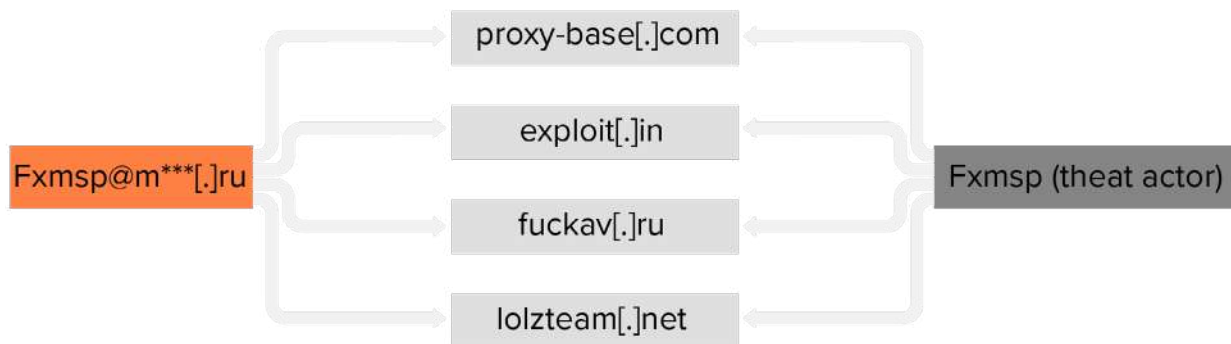 proxy-base[.]com
exploit[.]in
Fxmsp@m***[.]ru
Fxmsp (theat actor)
fuckav[.]ru
lolzteam[.]net